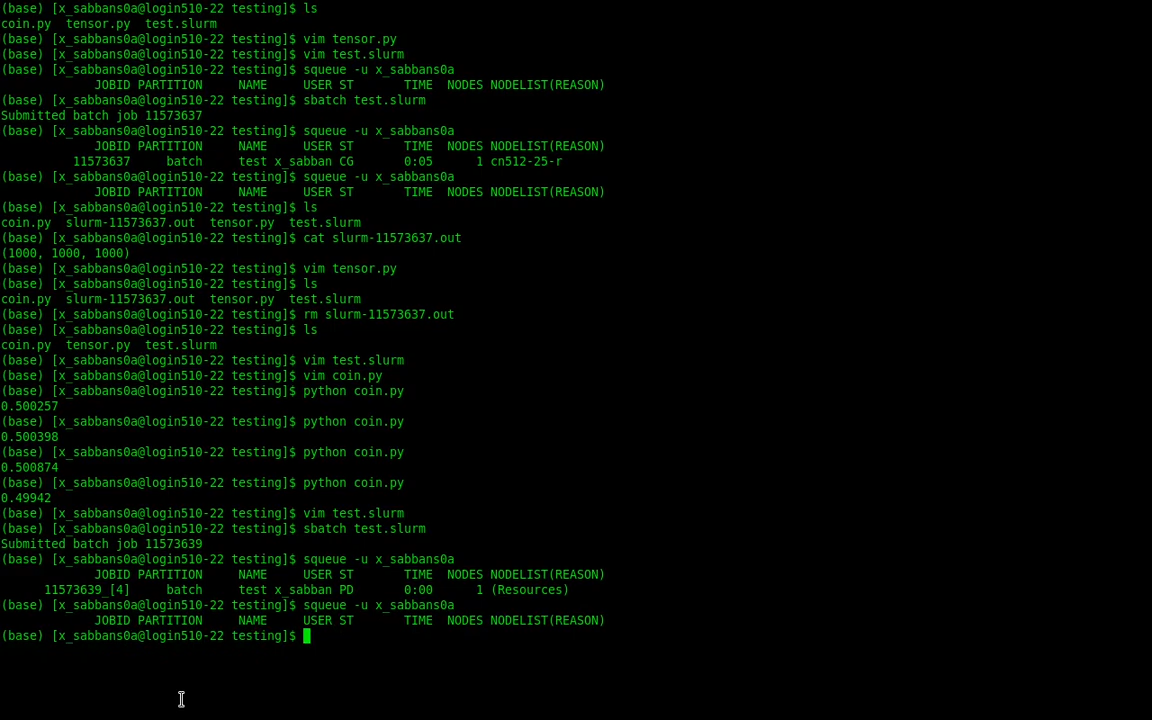 (base) [x_sabbans0a@login510-22 testing]$ ls
coin.py  tensor.py  test.slurm
(base) [x_sabbans0a@login510-22 testing]$ vim tensor.py
(base) [x_sabbans0a@login510-22 testing]$ vim test.slurm
(base) [x_sabbans0a@login510-22 testing]$ squeue -u x_sabbans0a
             JOBID PARTITION     NAME     USER ST       TIME  NODES NODELIST(REASON)
(base) [x_sabbans0a@login510-22 testing]$ sbatch test.slurm
Submitted batch job 11573637
(base) [x_sabbans0a@login510-22 testing]$ squeue -u x_sabbans0a
             JOBID PARTITION     NAME     USER ST       TIME  NODES NODELIST(REASON)
          11573637     batch     test x_sabban CG       0:05      1 cn512-25-r
(base) [x_sabbans0a@login510-22 testing]$ squeue -u x_sabbans0a
             JOBID PARTITION     NAME     USER ST       TIME  NODES NODELIST(REASON)
(base) [x_sabbans0a@login510-22 testing]$ ls
coin.py  slurm-11573637.out  tensor.py  test.slurm
(base) [x_sabbans0a@login510-22 testing]$ cat slurm-11573637.out
(1000, 1000, 1000)
(base) [x_sabbans0a@login510-22 testing]$ vim tensor.py
(base) [x_sabbans0a@login510-22 testing]$ ls
coin.py  slurm-11573637.out  tensor.py  test.slurm
(base) [x_sabbans0a@login510-22 testing]$ rm slurm-11573637.out
(base) [x_sabbans0a@login510-22 testing]$ ls
coin.py  tensor.py  test.slurm
(base) [x_sabbans0a@login510-22 testing]$ vim test.slurm
(base) [x_sabbans0a@login510-22 testing]$ vim coin.py
(base) [x_sabbans0a@login510-22 testing]$ python coin.py
0.500257
(base) [x_sabbans0a@login510-22 testing]$ python coin.py
0.500398
(base) [x_sabbans0a@login510-22 testing]$ python coin.py
0.500874
(base) [x_sabbans0a@login510-22 testing]$ python coin.py
0.49942
(base) [x_sabbans0a@login510-22 testing]$ vim test.slurm
(base) [x_sabbans0a@login510-22 testing]$ sbatch test.slurm
Submitted batch job 11573639
(base) [x_sabbans0a@login510-22 testing]$ squeue -u x_sabbans0a
             JOBID PARTITION     NAME     USER ST       TIME  NODES NODELIST(REASON)
      11573639_[4]     batch     test x_sabban PD       0:00      1 (Resources)
(base) [x_sabbans0a@login510-22 testing]$ squeue -u x_sabbans0a
             JOBID PARTITION     NAME     USER ST       TIME  NODES NODELIST(REASON)
(base) [x_sabbans0a@login510-22 testing]$